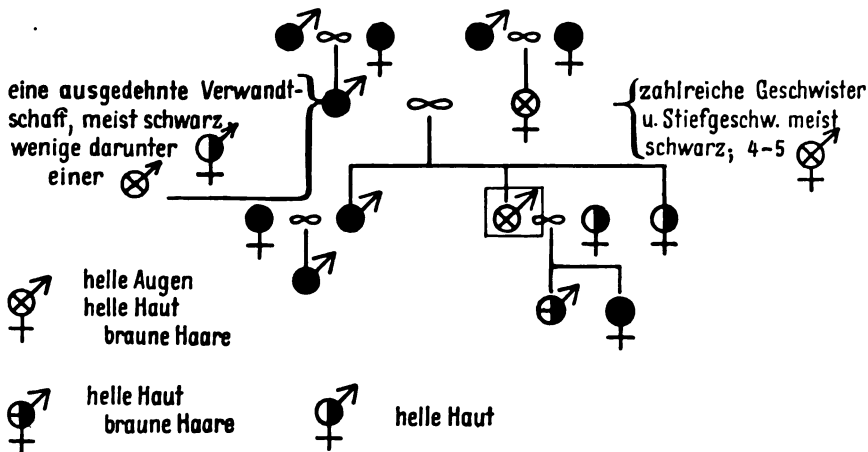 eine ausgedehnte Verwandt-
schaff, meist schwarz,
wenige darunter
einer
zahlreiche Geschwister
u. Stiefgeschw. meist
schwarz; 4-5
helle Augen
helle Haut
braune Haare
helle Haut
braune Haare
helle Haut